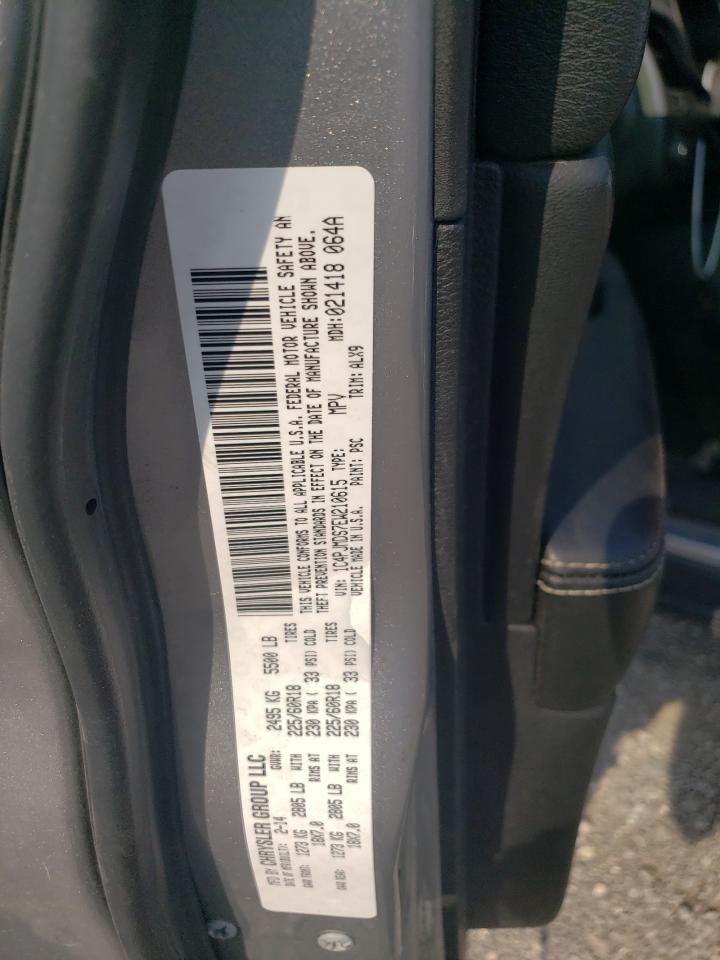 MFD BY CHRYSLER GROUP LLC
DATE OF MFR/BUILT: 2-14 GVWR: 2495 KG 5500 LB
GAWR FRONT: 1273 KG 2805 LB WITH 225/60R18 TIRES
18X7.0 RIMS AT 230 KPA ( 33 PSI) COLD
GAWR REAR: 1273 KG 2805 LB WITH 225/60R18 TIRES
18X7.0 RIMS AT 230 KPA ( 33 PSI) COLD
THIS VEHICLE CONFORMS TO ALL APPLICABLE U.S.A. FEDERAL MOTOR VEHICLE SAFETY AN
THEFT PREVENTION STANDARDS IN EFFECT ON THE DATE OF MANUFACTURE SHOWN ABOVE.
VIN: 1C4PJMDS7EW210615 TYPE: MPV MDH:021418 064A
VEHICLE MADE IN U.S.A. PAINT: PSC TRIM: ALX9